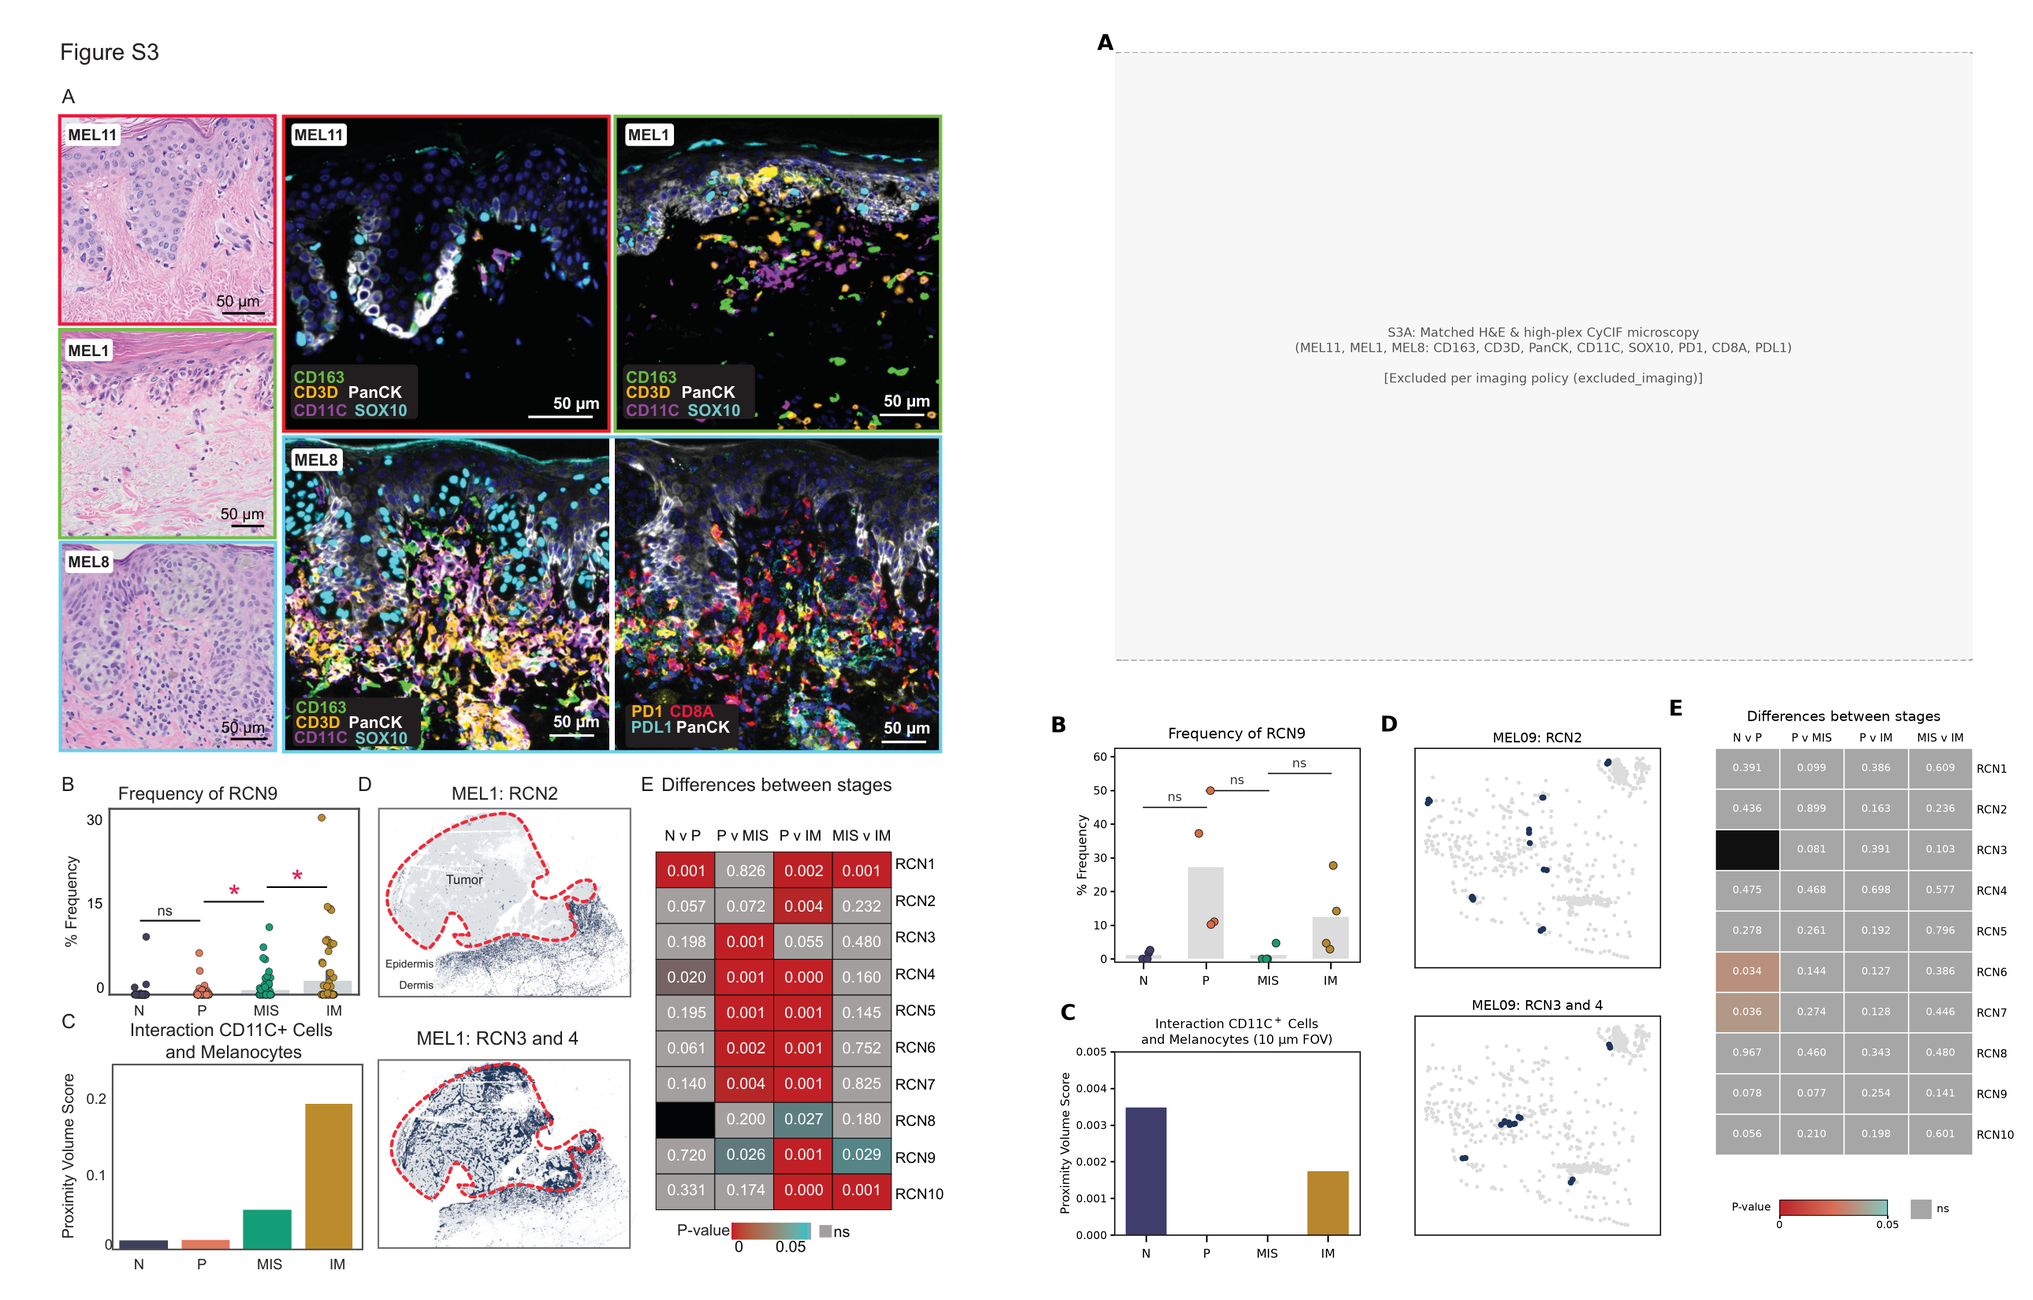 Figure S3
A
MEL11
50 µm
MEL1
50 µm
MEL8
50 µm
MEL11
CD163
CD3D PanCK
CD11C SOX10
50 µm
MEL1
CD163
CD3D PanCK
CD11C SOX10
50 µm
MEL8
CD163
CD3D PanCK
CD11C SOX10
50 µm
PD1 CD8A
PDL1 PanCK
50 µm
B
Frequency of RCN9
% Frequency
30
15
0
ns
*
*
N P MIS IM
C
Interaction CD11C+ Cells
and Melanocytes
Proximity Volume Score
0.2
0.1
0
N P MIS IM
D
MEL1: RCN2
Tumor
Epidermis
Dermis
MEL1: RCN3 and 4
E Differences between stages
N v P P v MIS P v IM MIS v IM
0.001 0.826 0.002 0.001 RCN1
0.057 0.072 0.004 0.232 RCN2
0.198 0.001 0.055 0.480 RCN3
0.020 0.001 0.000 0.160 RCN4
0.195 0.001 0.001 0.145 RCN5
0.061 0.002 0.001 0.752 RCN6
0.140 0.004 0.001 0.825 RCN7
0.200 0.027 0.180 RCN8
0.720 0.026 0.001 0.029 RCN9
0.331 0.174 0.000 0.001 RCN10
P-value
0 0.05
ns
A
S3A: Matched H&E & high-plex CyCIF microscopy
(MEL11, MEL1, MEL8: CD163, CD3D, PanCK, CD11C, SOX10, PD1, CD8A, PDL1)
[Excluded per imaging policy (excluded_imaging)]
B
Frequency of RCN9
% Frequency
60
50
40
30
20
10
0
ns
ns
ns
N P MIS IM
C
Interaction CD11C+ Cells
and Melanocytes (10 µm FOV)
Proximity Volume Score
0.005
0.004
0.003
0.002
0.001
0.000
N P MIS IM
D
MEL09: RCN2
MEL09: RCN3 and 4
E
Differences between stages
N v P P v MIS P v IM MIS v IM
0.391 0.099 0.386 0.609 RCN1
0.436 0.899 0.163 0.236 RCN2
0.081 0.391 0.103 RCN3
0.475 0.468 0.698 0.577 RCN4
0.278 0.261 0.192 0.796 RCN5
0.034 0.144 0.127 0.386 RCN6
0.036 0.274 0.128 0.446 RCN7
0.967 0.460 0.343 0.480 RCN8
0.078 0.077 0.254 0.141 RCN9
0.056 0.210 0.198 0.601 RCN10
P-value
0 0.05
ns